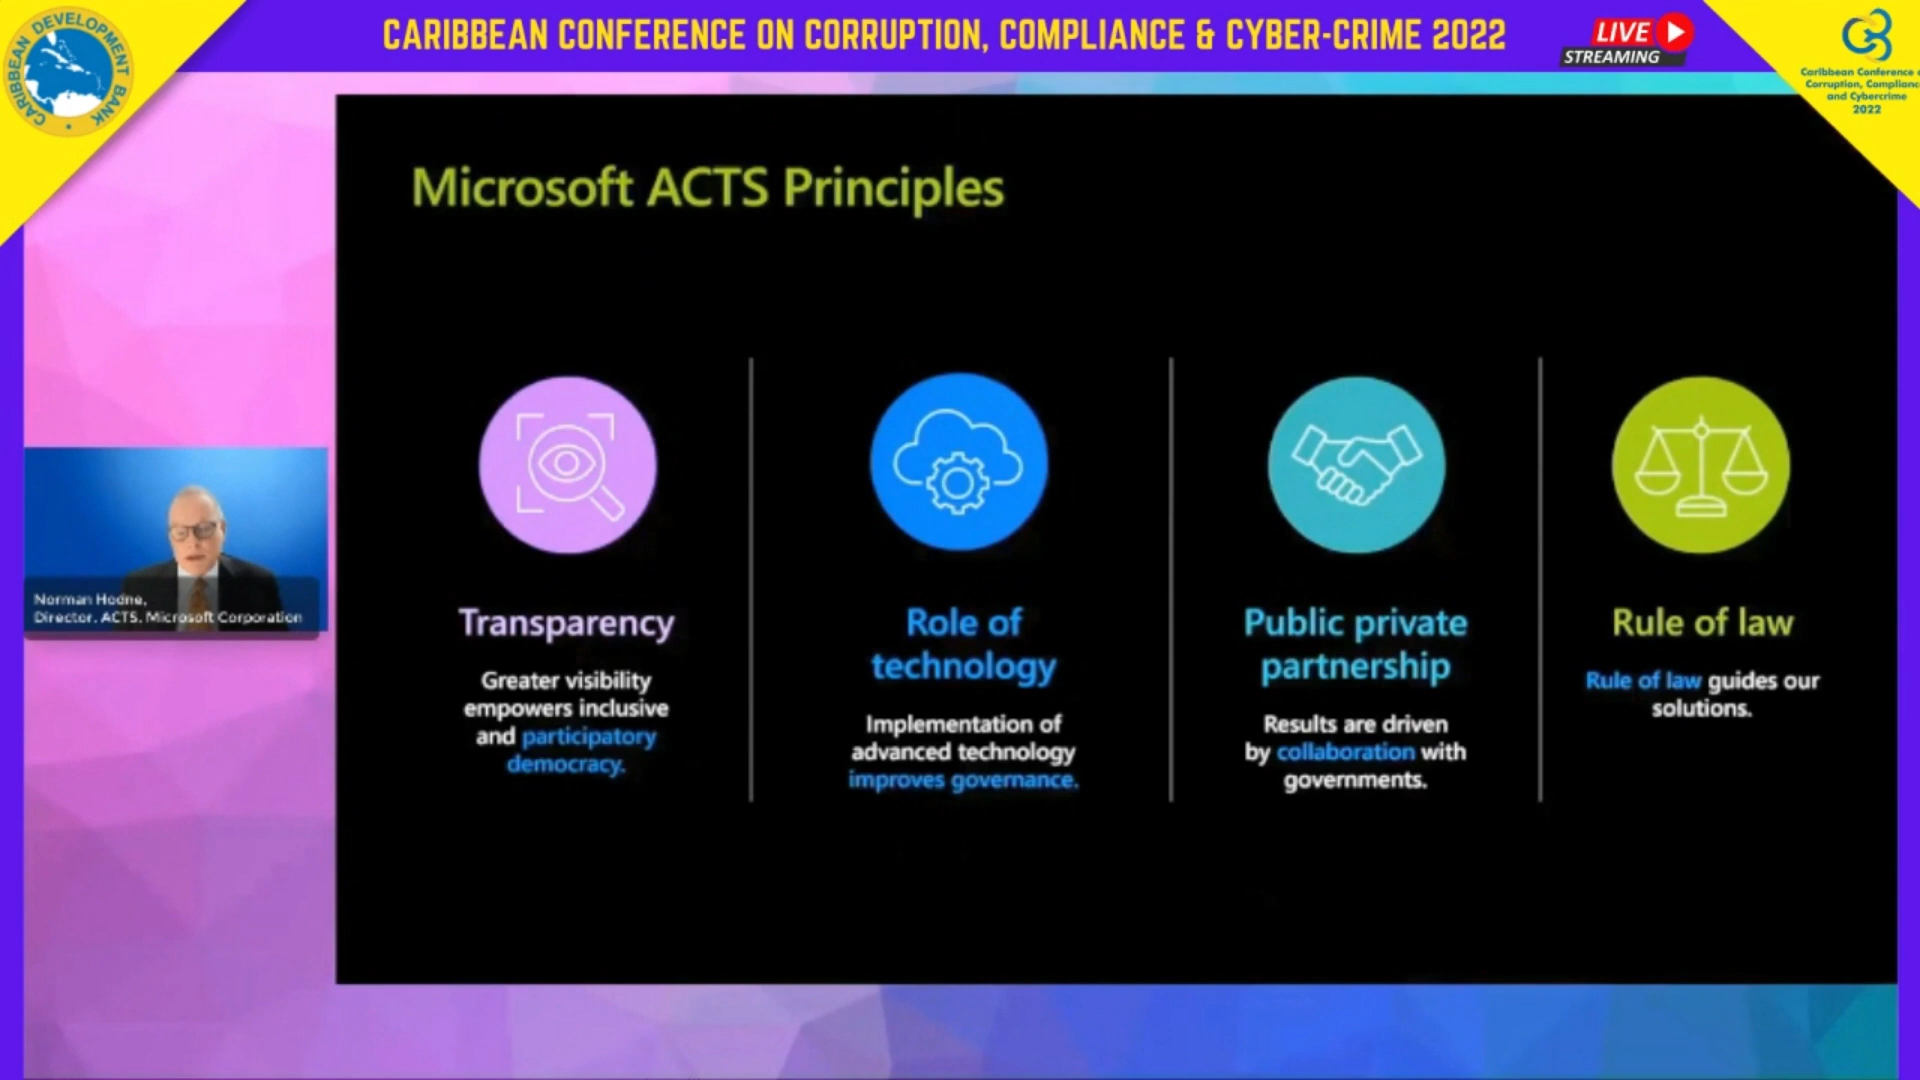 CARIBBEAN DEVELOPMENT BANK
CARIBBEAN CONFERENCE ON CORRUPTION, COMPLIANCE & CYBER-CRIME 2022
LIVE
STREAMING
Caribbean Conference
Corruption, Complianc
and Cybercrime
2022
Microsoft ACTS Principles
Transparency
Greater visibility
empowers inclusive
and participatory
democracy.
Role of
technology
Implementation of
advanced technology
improves governance.
Public private
partnership
Results are driven
by collaboration with
governments.
Rule of law
Rule of law guides our
solutions.
Norman Hodne,
Director, ACTS, Microsoft Corporation